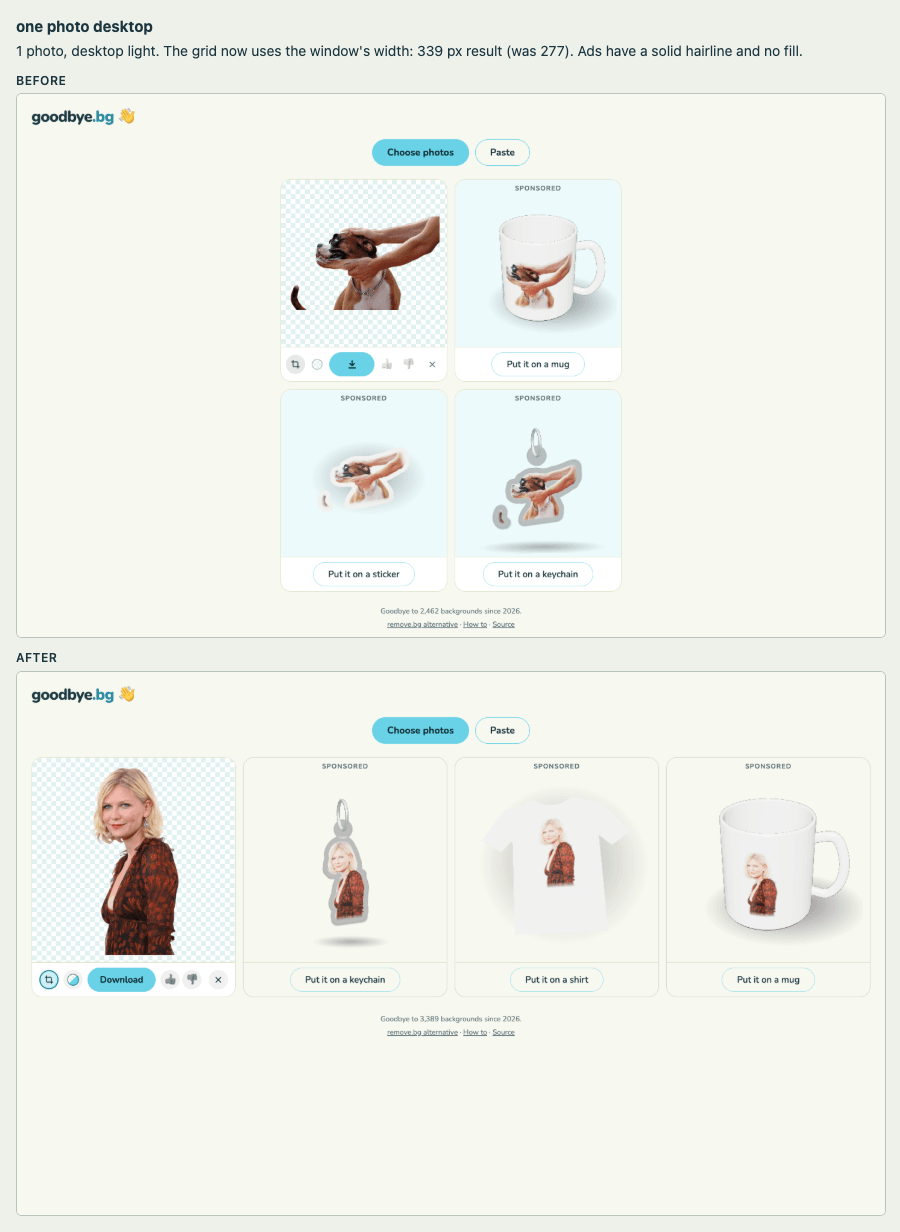 one photo desktop
1 photo, desktop light. The grid now uses the window's width: 339 px result (was 277). Ads have a solid hairline and no fill.
BEFORE
goodbye.bg 👋
Choose photos Paste
SPONSORED
Put it on a mug
SPONSORED SPONSORED
Put it on a sticker Put it on a keychain
Goodbye to 2,462 backgrounds since 2026.
remove.bg alternative · How to · Source
AFTER
goodbye.bg 👋
Choose photos Paste
SPONSORED SPONSORED SPONSORED
Download Put it on a keychain Put it on a shirt Put it on a mug
Goodbye to 3,389 backgrounds since 2026.
remove.bg alternative · How to · Source